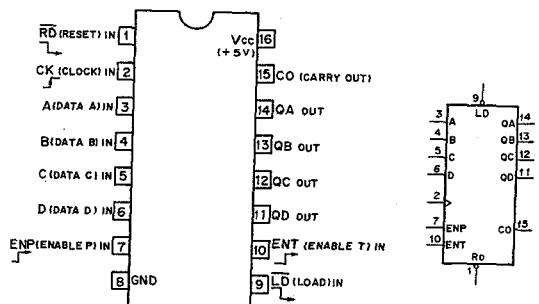 RD (RESET) IN 1
CK (CLOCK) IN 2
A (DATA A) IN 3
B (DATA B) IN 4
C (DATA C) IN 5
D (DATA D) IN 6
ENP (ENABLE P) IN 7
8 GND
Vcc 16
(+5V)
15 CO (CARRY OUT)
14 QA OUT
13 QB OUT
12 QC OUT
11 QD OUT
10 ENT (ENABLE T) IN
9 LD (LOAD) IN
9
LD
3 A QA 14
4 B QB 13
5 C QC 12
6 D QD 11
2
7 ENP CO 15
10 ENT
RD
1